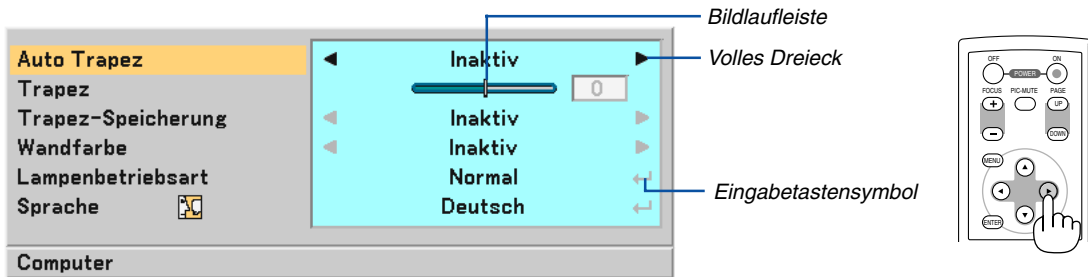 Bildlaufleiste
Auto Trapez Inaktiv Volles Dreieck
Trapez 0
Trapez-Speicherung Inaktiv
Wandfarbe Inaktiv
Lampenbetriebsart Normal Eingabetastensymbol
Sprache Deutsch
Computer
OFF ON
POWER
FOCUS PIC-MUTE PAGE
UP
DOWN
MENU
ENTER